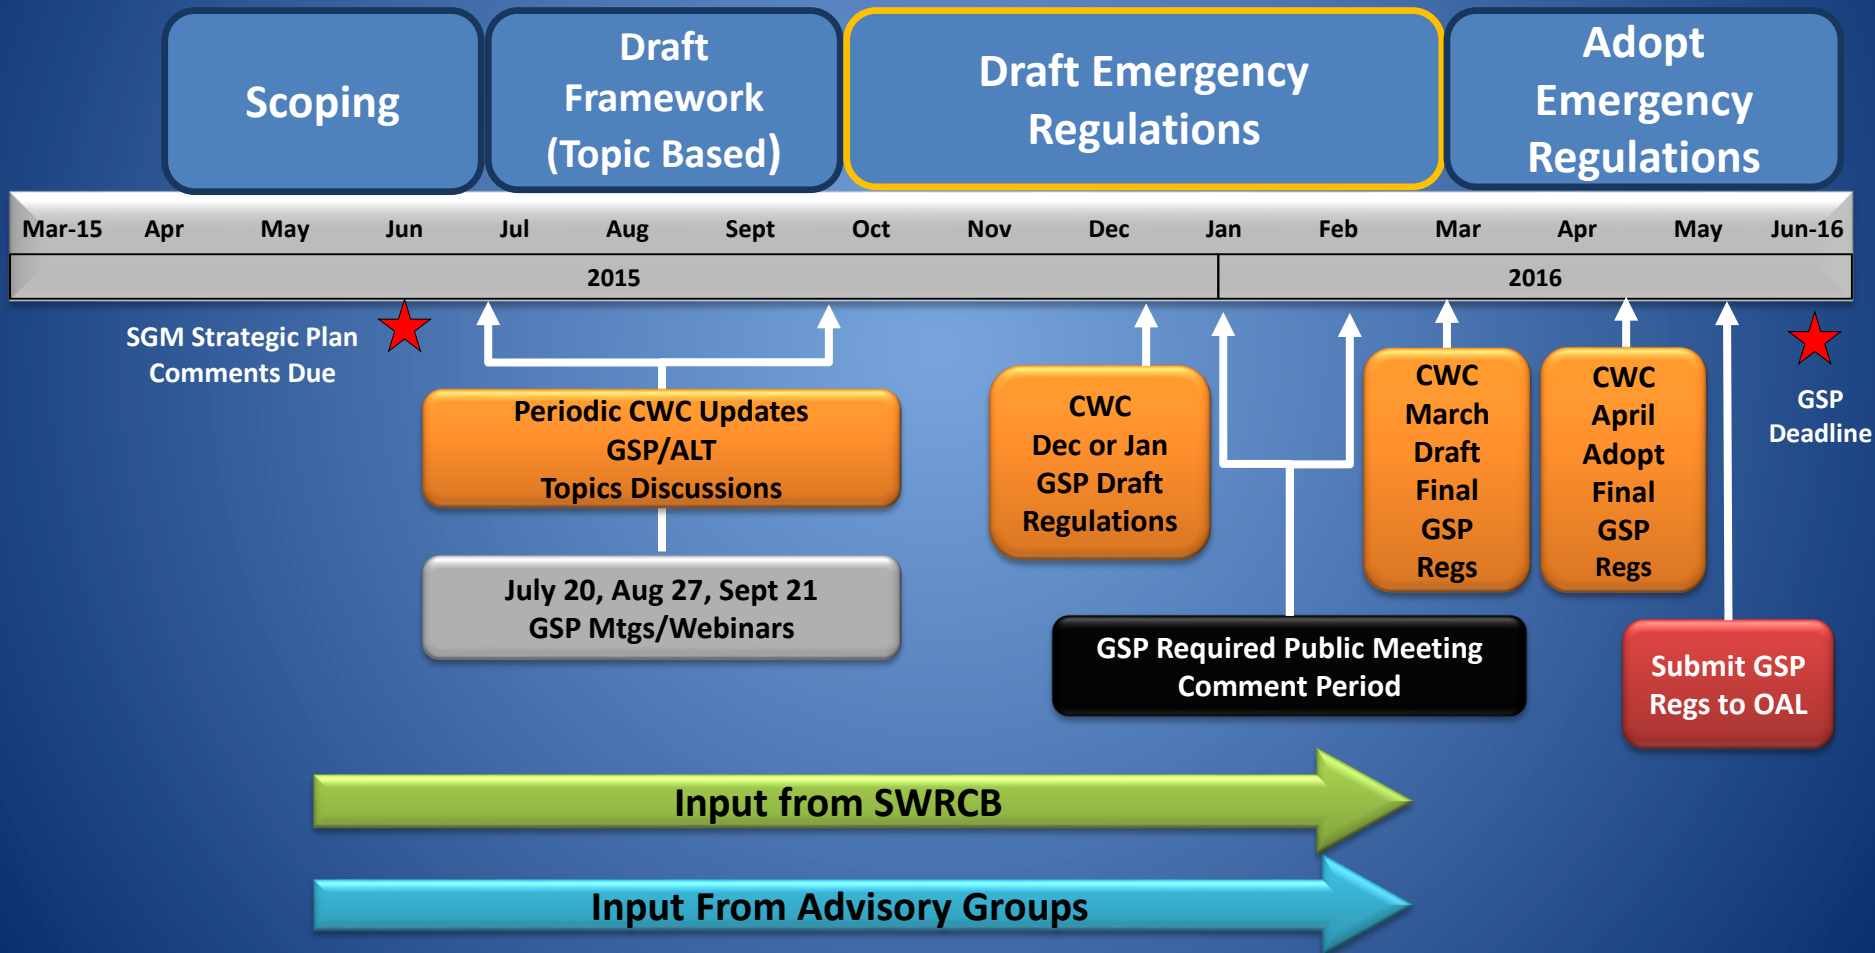 Scoping
Draft
Framework
(Topic Based)
Draft Emergency
Regulations
Adopt
Emergency
Regulations
Mar-15 Apr May Jun Jul Aug Sept Oct Nov Dec Jan Feb Mar Apr May Jun-16
2015 2016
SGM Strategic Plan
Comments Due
Periodic CWC Updates
GSP/ALT
Topics Discussions
July 20, Aug 27, Sept 21
GSP Mtgs/Webinars
CWC
Dec or Jan
GSP Draft
Regulations
GSP Required Public Meeting
Comment Period
CWC
March
Draft
Final
GSP
Regs
CWC
April
Adopt
Final
GSP
Regs
Submit GSP
Regs to OAL
GSP
Deadline
Input from SWRCB
Input From Advisory Groups